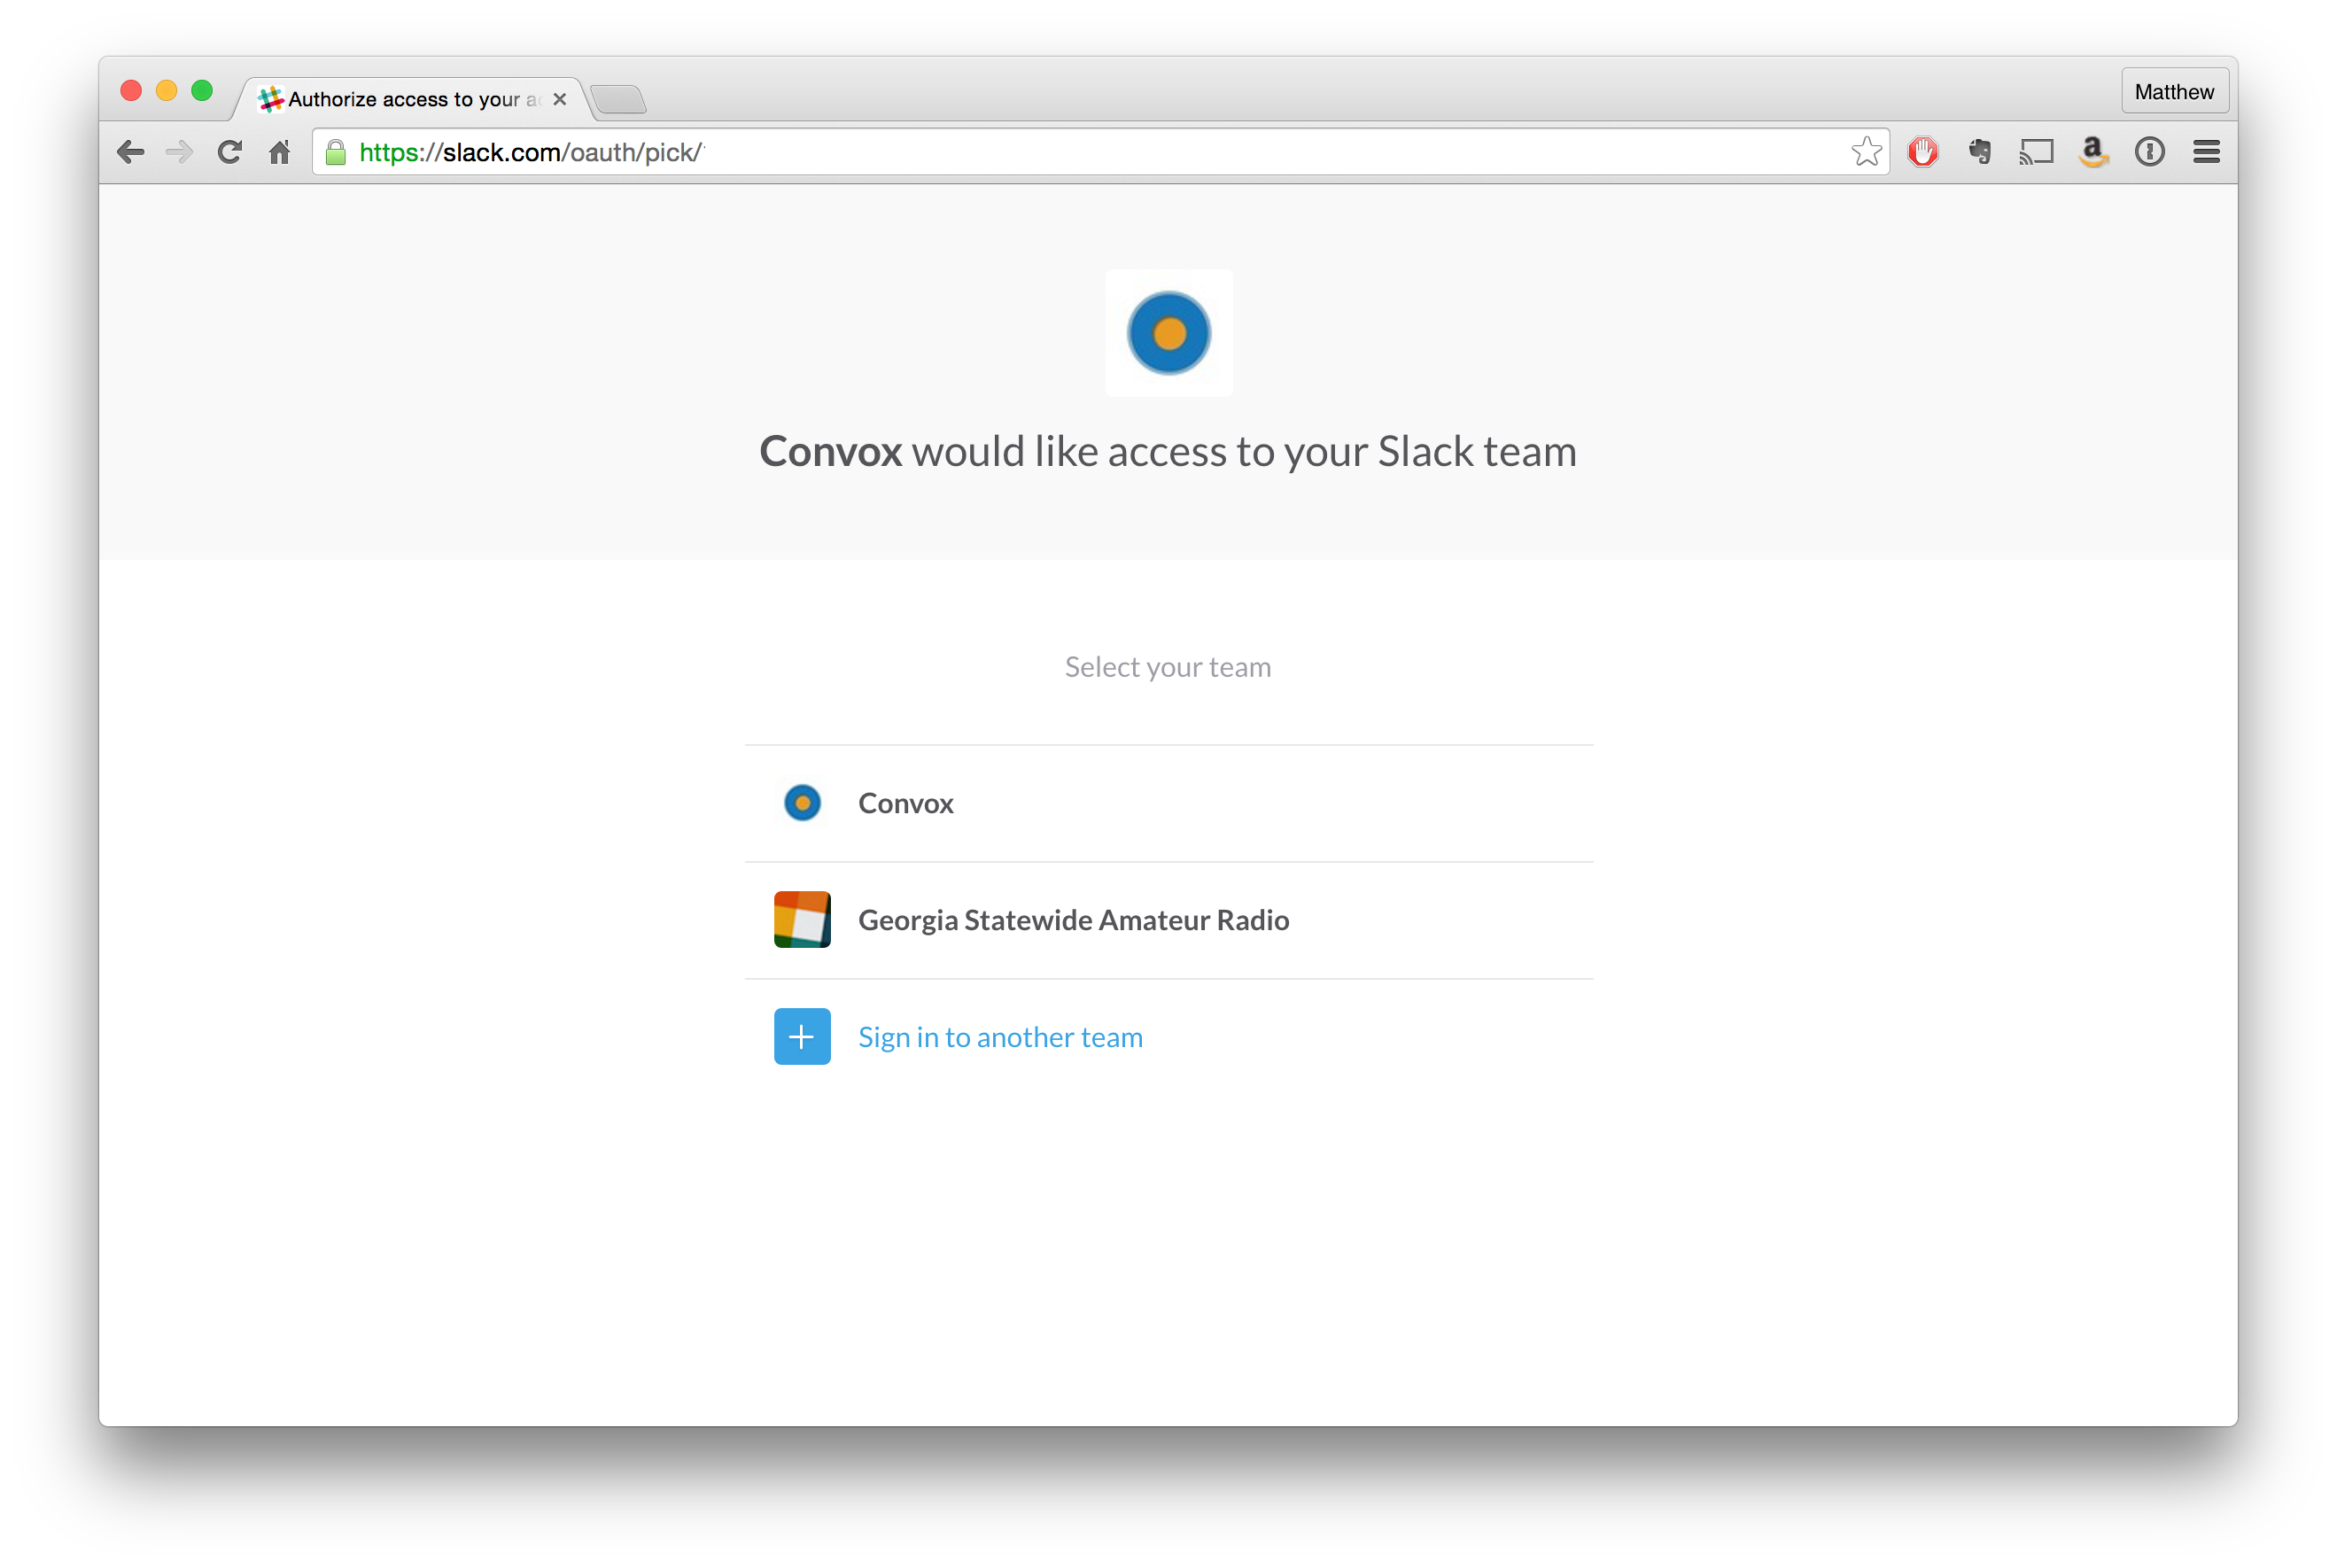 Authorize access to your a
Matthew
https://slack.com/oauth/pick/
Convox would like access to your Slack team
Select your team
Convox
Georgia Statewide Amateur Radio
Sign in to another team